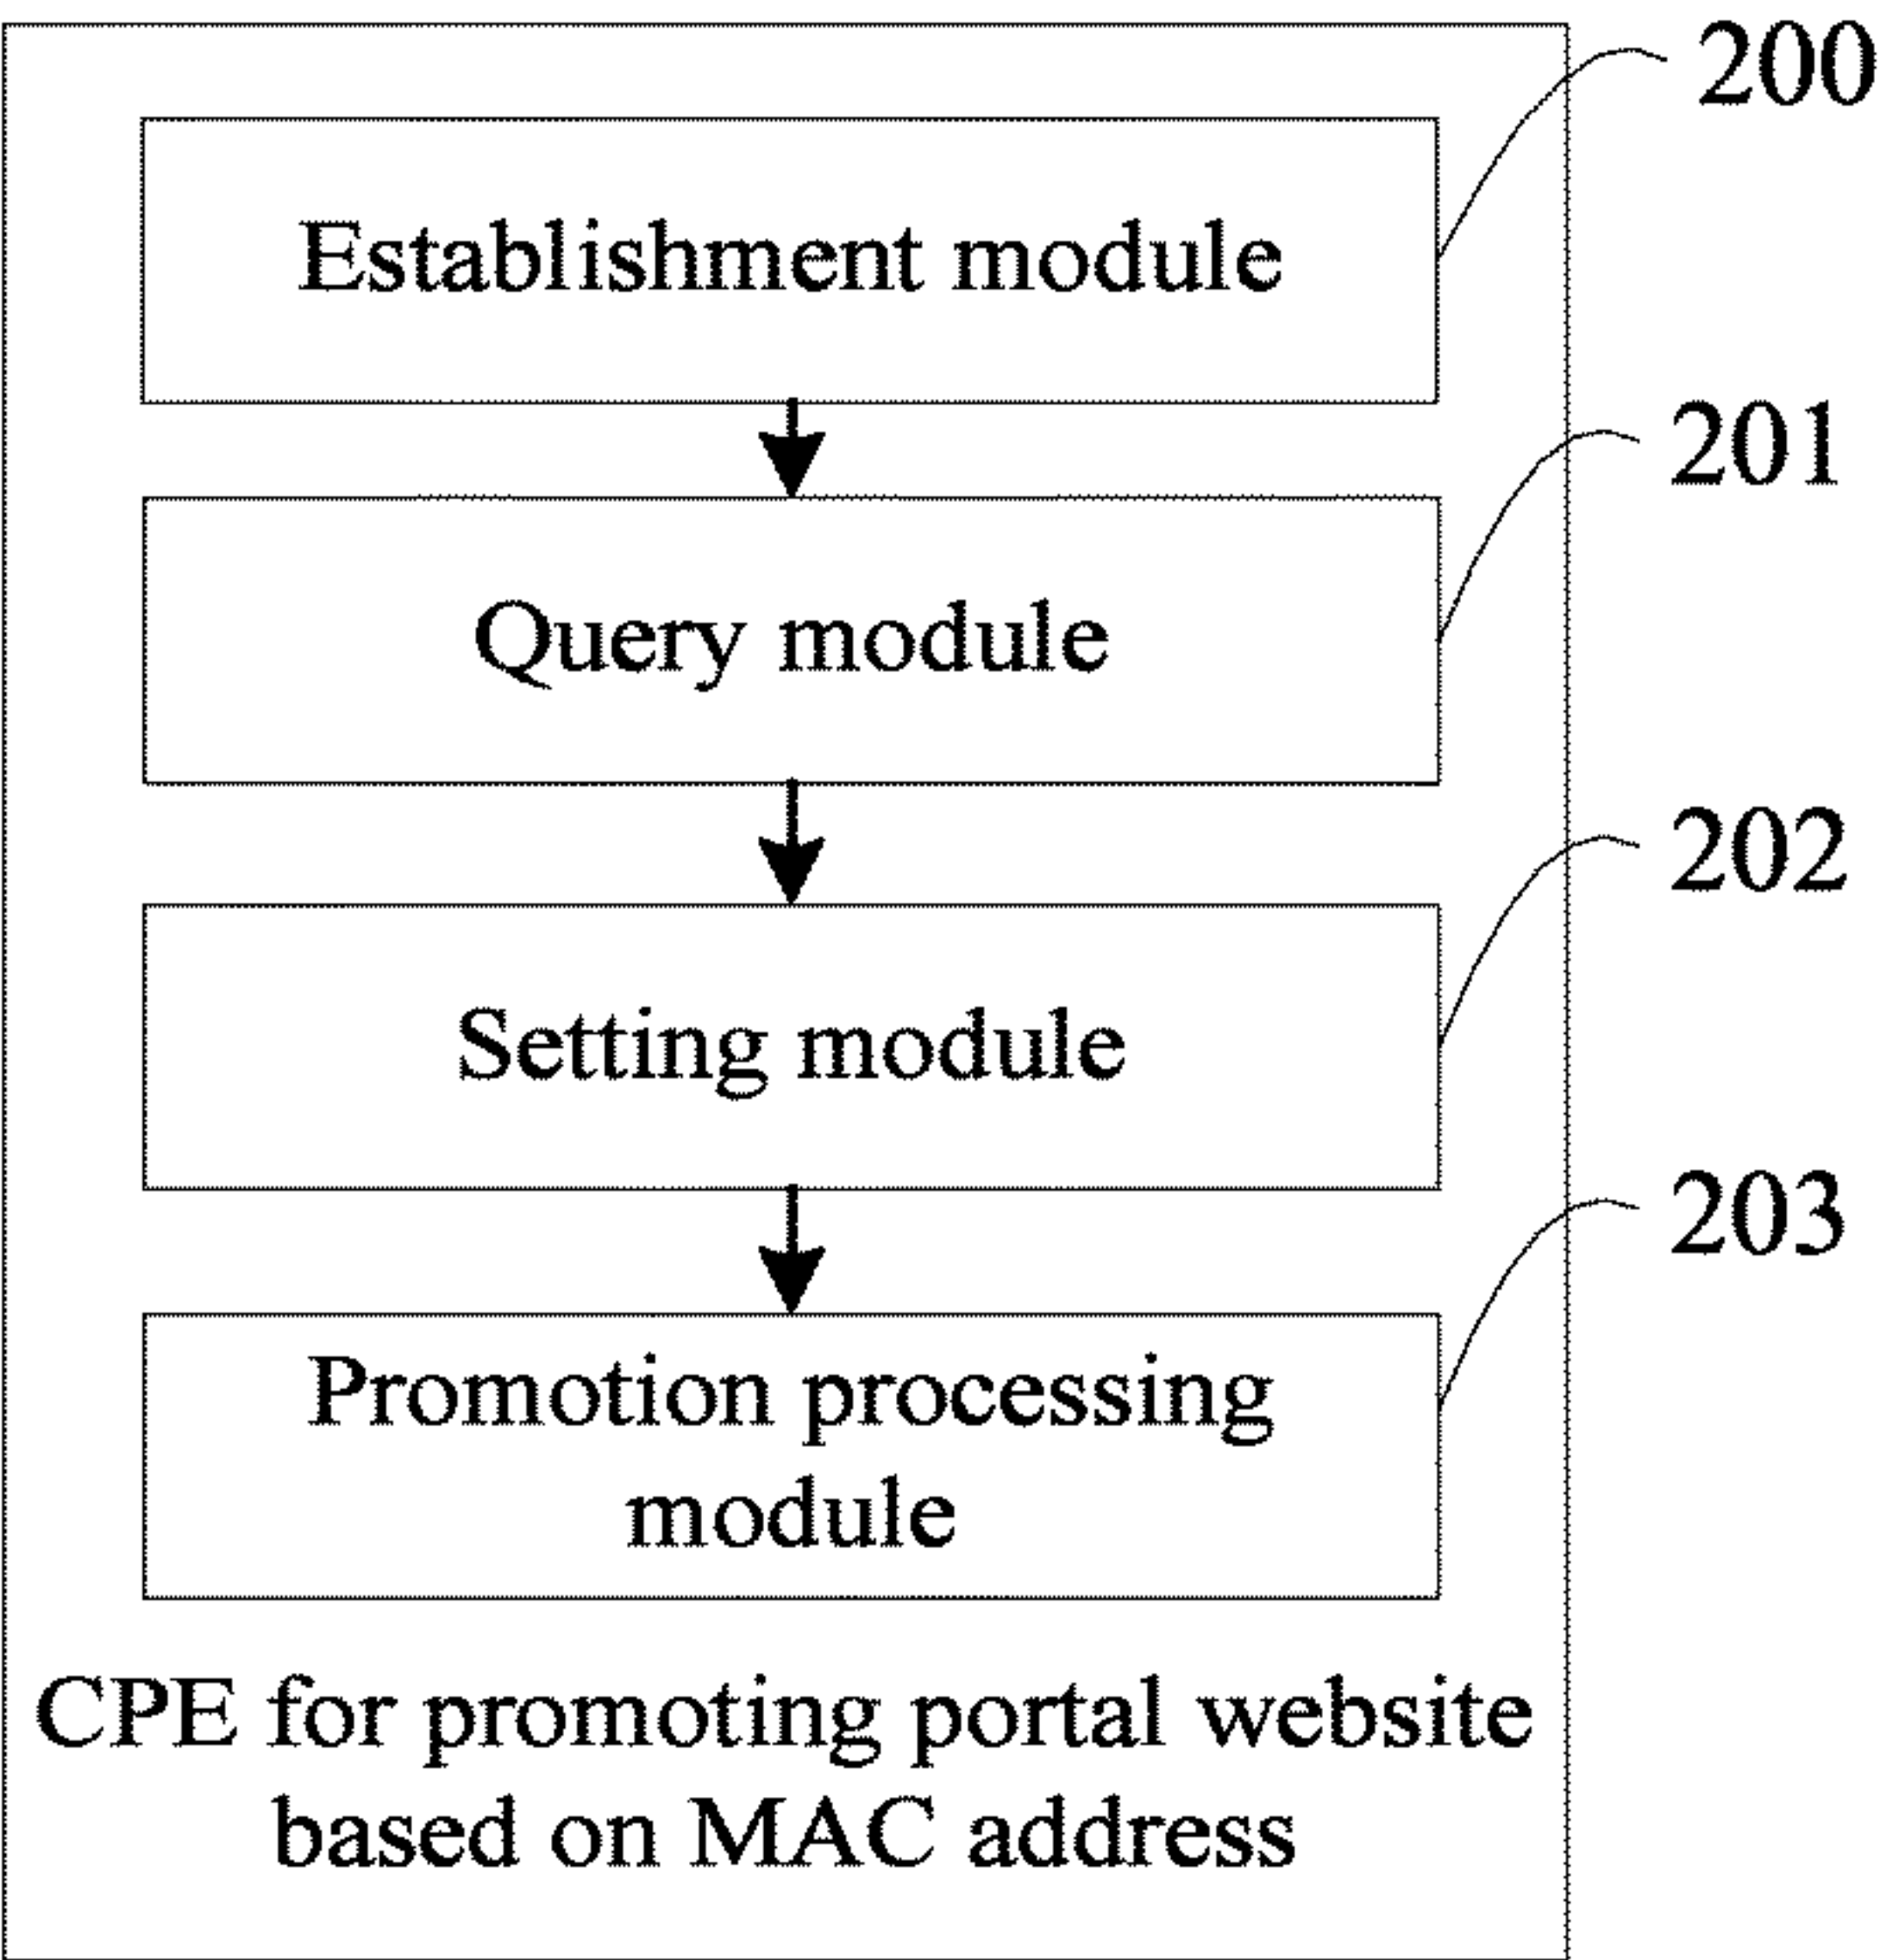 200
Establishment module
201
Query module
202
Setting module
203
Promotion processing
module
CPE for promoting portal website
based on MAC address